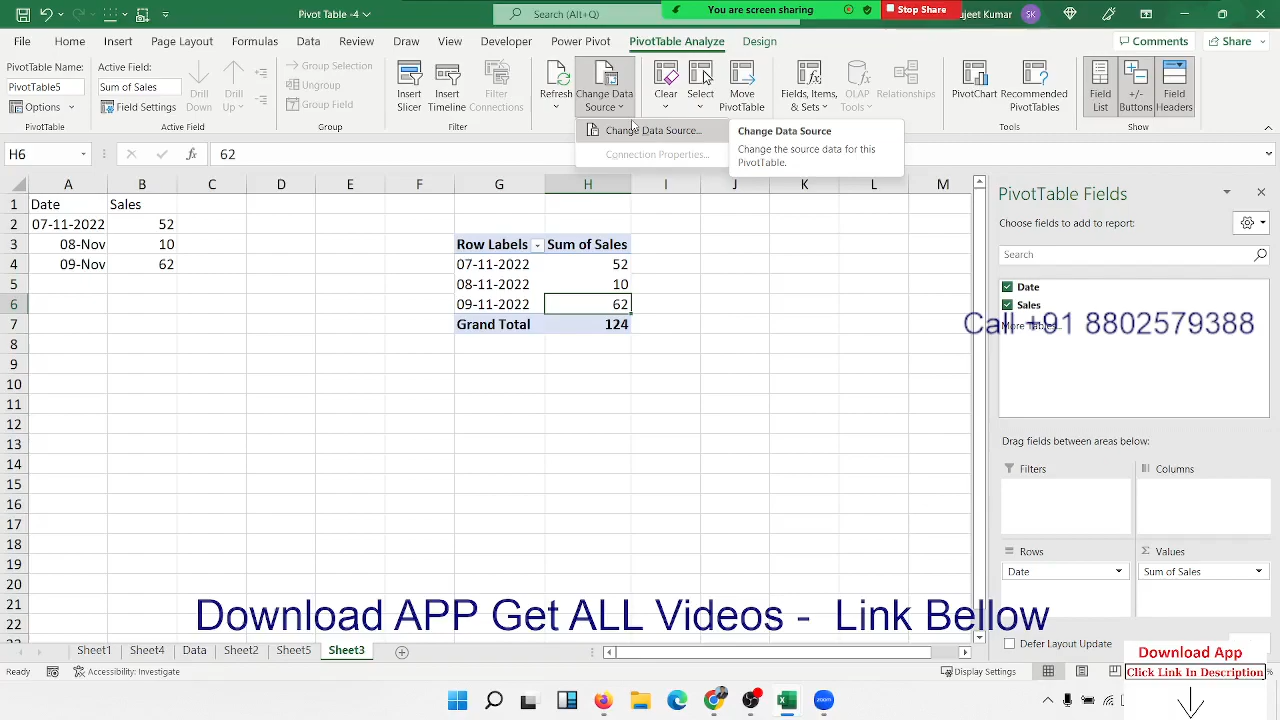 PivotTable -4
Search (Alt+Q)
You are screen sharing
Stop Share
jeet Kumar
SK
File
Home
Insert
Page Layout
Formulas
Data
Review
Draw
View
Developer
Power Pivot
PivotTable Analyze
Design
Comments
Share
PivotTable Name:
PivotTable5
Options
PivotTable
Active Field:
Sum of Sales
Field Settings
Drill Down
Drill Up
Active Field
Group Selection
Ungroup
Group Field
Group
Insert Slicer
Insert Timeline
Filter Connections
Filter
Refresh
Change Data Source
Clear
Select
Move PivotTable
Fields, Items, & Sets
OLAP Tools
Relationships
Calculations
PivotChart
Recommended PivotTables
Tools
Field List
+/- Buttons
Field Headers
Show
Change Data Source...
Connection Properties...
Change Data Source
Change the source data for this
PivotTable.
H6
fx
62
A B C D E F G H I J K L M
1 Date Sales
2 07-11-2022 52
3 08-Nov 10 Row Labels Sum of Sales
4 09-Nov 62 07-11-2022 52
5 08-11-2022 10
6 09-11-2022 62
7 Grand Total 124
8
9
10
11
12
13
14
15
16
17
18
19
20
21
22
PivotTable Fields
Choose fields to add to report:
Search
Date
Sales
More Tables...
Call +91 8802579388
Drag fields between areas below:
Filters
Columns
Rows
Values
Date
Sum of Sales
Defer Layout Update
Download APP Get ALL Videos - Link Bellow
Download App
Click Link In Description
Sheet1
Sheet4
Data
Sheet2
Sheet5
Sheet3
Ready
Accessibility: Investigate
Display Settings
zoom